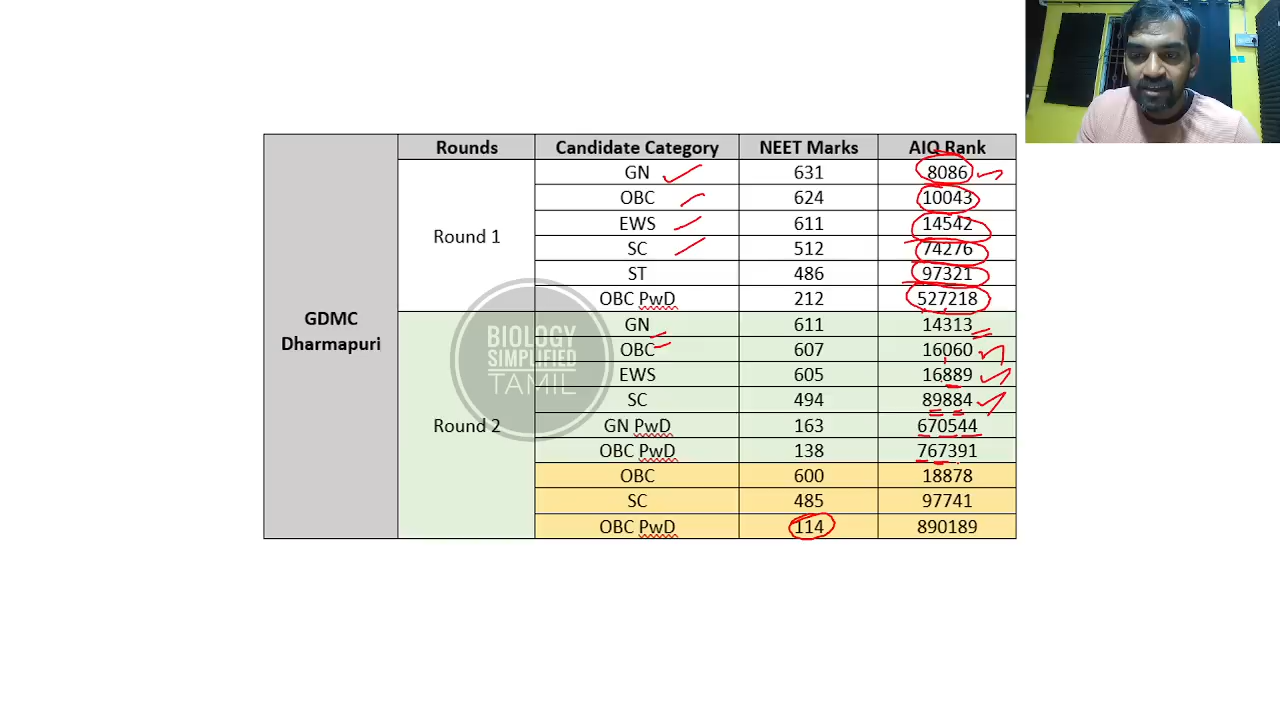 Rounds Candidate Category NEET Marks AIQ Rank
GDMC
Dharmapuri
Round 1
GN 631 8086
OBC 624 10043
EWS 611 14542
SC 512 74276
ST 486 97321
OBC PwD 212 527218
Round 2
GN 611 14313
OBC 607 16060
EWS 605 16889
SC 494 89884
GN PwD 163 670544
OBC PwD 138 767391
OBC 600 18878
SC 485 97741
OBC PwD 114 890189
BIOLOGY
SIMPLIFIED
TAMIL